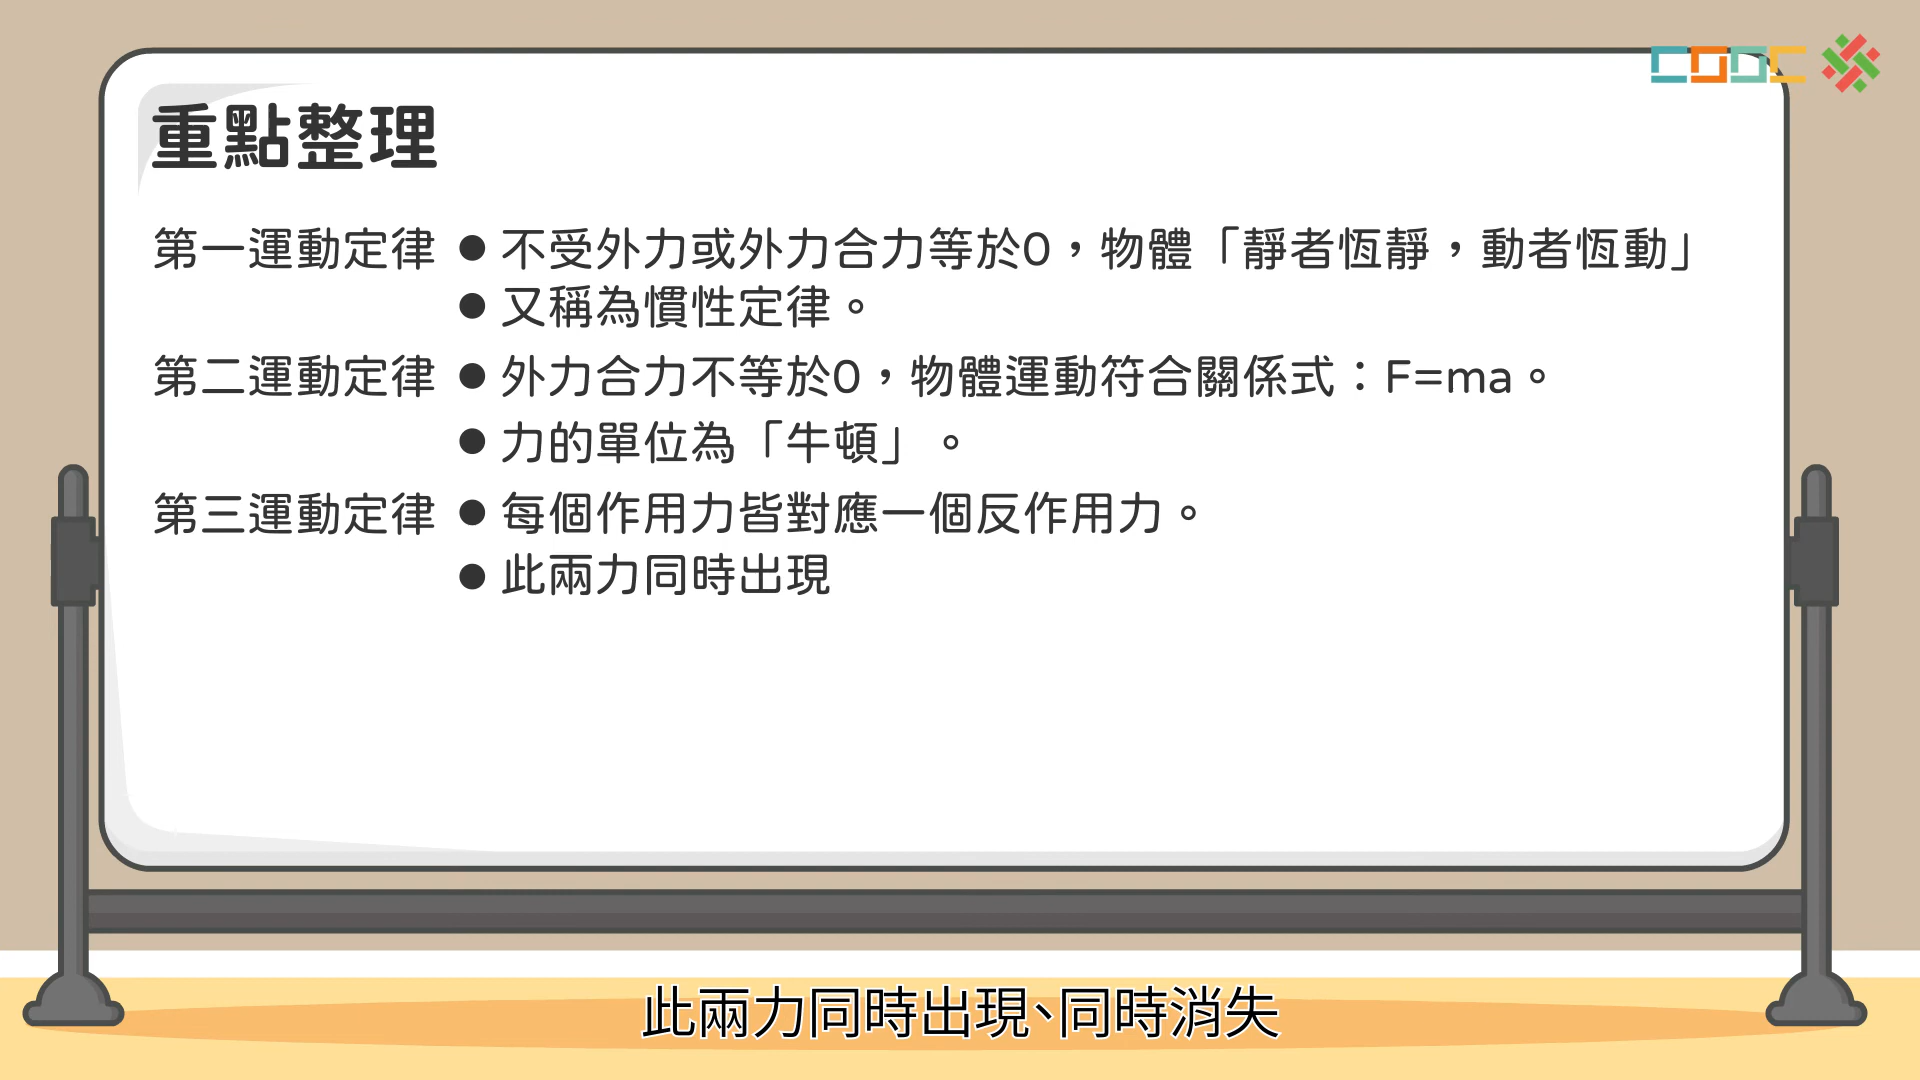 CODC
重點整理
第一運動定律 ● 不受外力或外力合力等於0,物體「靜者恆靜,動者恆動」
● 又稱為慣性定律。
第二運動定律 ● 外力合力不等於0,物體運動符合關係式:F=ma。
● 力的單位為「牛頓」。
第三運動定律 ● 每個作用力皆對應一個反作用力。
● 此兩力同時出現
此兩力同時出現、同時消失